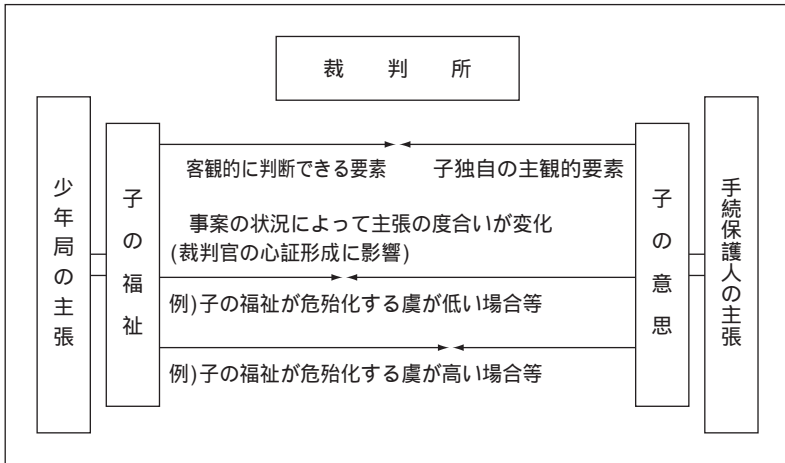 裁判所
少年局の主張
子の福祉
客観的に判断できる要素　子独自の主観的要素
事案の状況によって主張の度合いが変化
(裁判官の心証形成に影響)
例)子の福祉が危殆化する虞が低い場合等
例)子の福祉が危殆化する虞が高い場合等
子の意思
手続保護人の主張